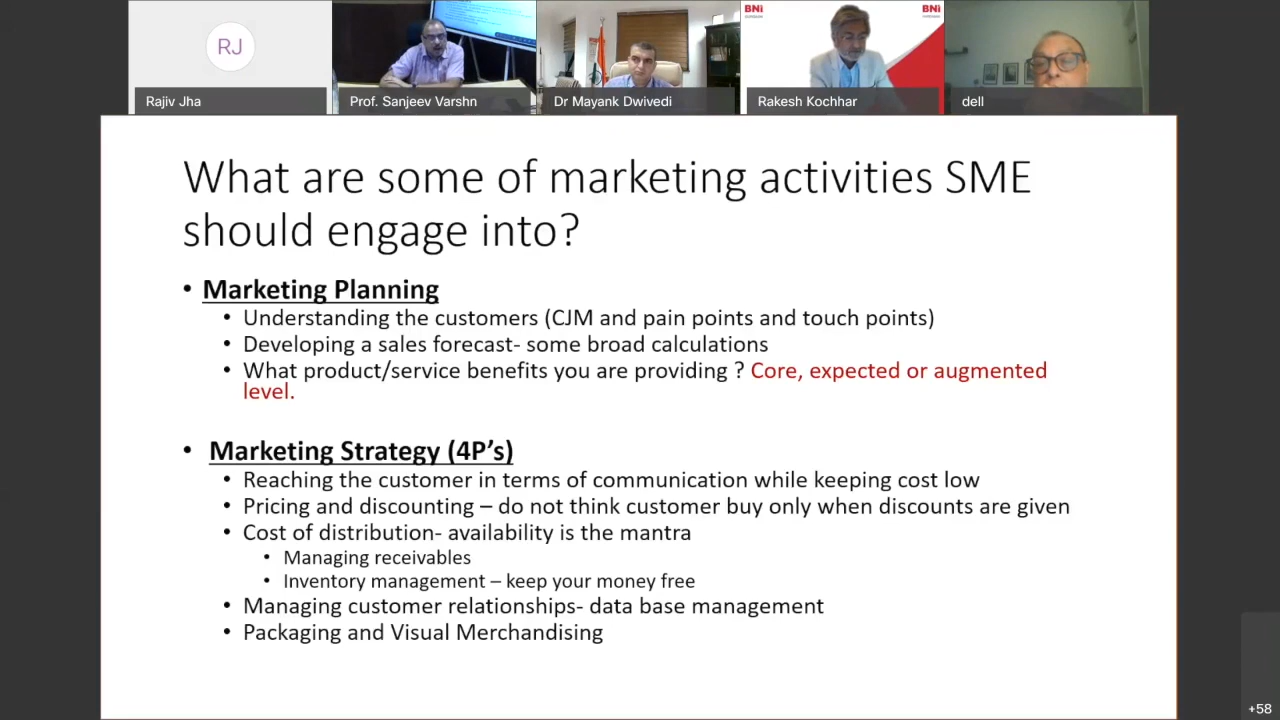 BNI
BNI
RJ
Rajiv Jha
Prof. Sanjeev Varshn
Dr Mayank Dwivedi
Rakesh Kochhar
dell
What are some of marketing activities SME
should engage into?
• Marketing Planning
• Understanding the customers (CJM and pain points and touch points)
• Developing a sales forecast- some broad calculations
• What product/service benefits you are providing ? Core, expected or augmented
level.
• Marketing Strategy (4P’s)
• Reaching the customer in terms of communication while keeping cost low
• Pricing and discounting – do not think customer buy only when discounts are given
• Cost of distribution- availability is the mantra
• Managing receivables
• Inventory management – keep your money free
• Managing customer relationships- data base management
• Packaging and Visual Merchandising
+58